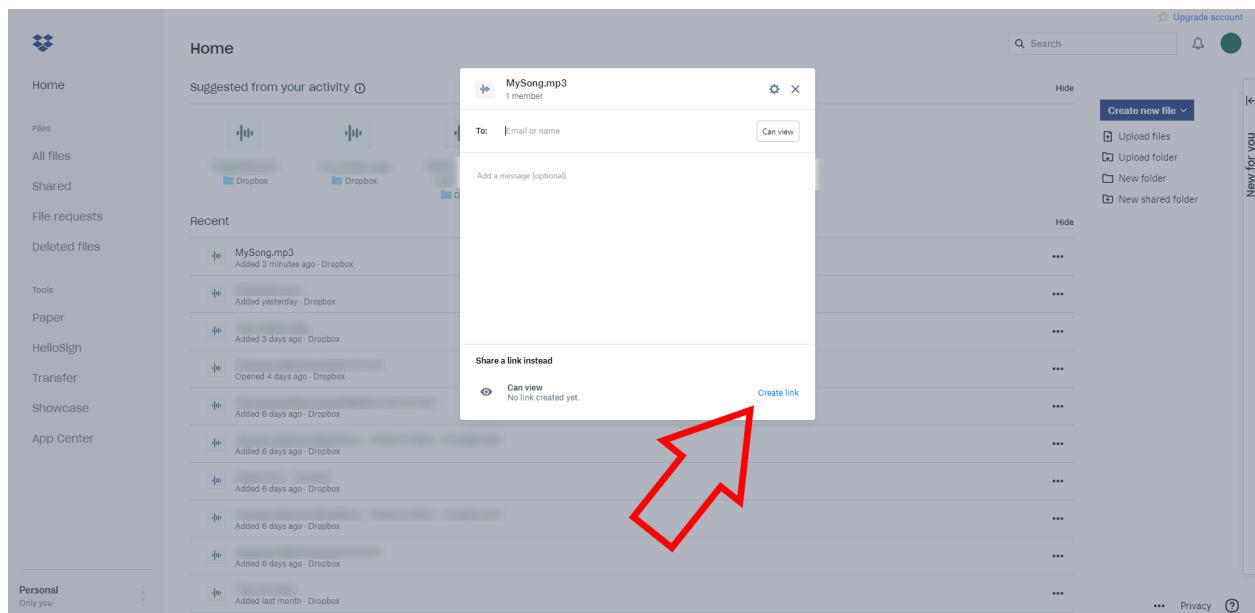 Upgrade account
Home
Search
Home
Suggested from your activity
Hide
MySong.mp3
1 member
To: Email or name
Can view
Add a message (optional)
Share a link instead
Can view
No link created yet.
Create link
Files
All files
Shared
File requests
Deleted files
Tools
Paper
HelloSign
Transfer
Showcase
App Center
Personal
Only you
Dropbox
Dropbox
D
Recent
Hide
MySong.mp3
Added 3 minutes ago · Dropbox
Added yesterday · Dropbox
Added 3 days ago · Dropbox
Opened 4 days ago · Dropbox
Added 6 days ago · Dropbox
Added 6 days ago · Dropbox
Added 6 days ago · Dropbox
Added 6 days ago · Dropbox
Added 6 days ago · Dropbox
Added last month · Dropbox
Create new file
Upload files
Upload folder
New folder
New shared folder
New for you
Privacy